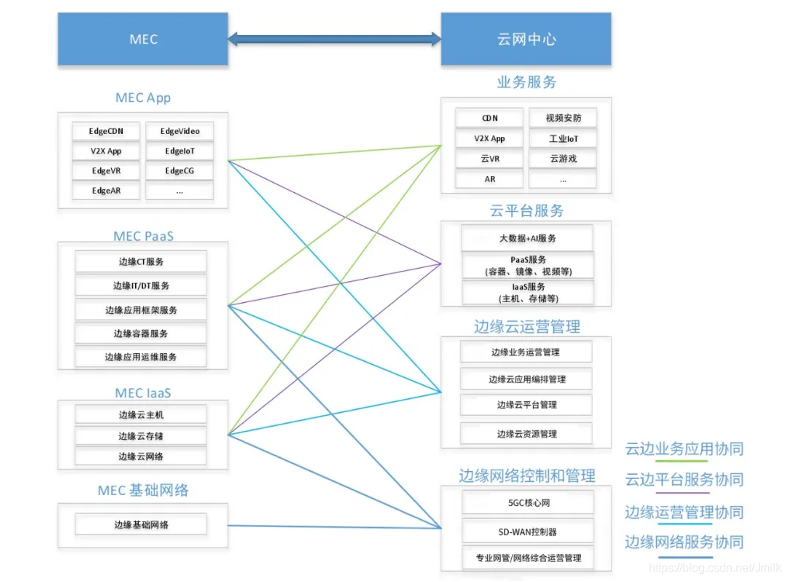 MEC
云网中心
MEC App
EdgeCDN
EdgeVideo
V2X App
EdgeIoT
EdgeVR
EdgeCG
EdgeAR
...
MEC PaaS
边缘CT服务
边缘IT/DT服务
边缘应用框架服务
边缘容器服务
边缘应用运维服务
MEC IaaS
边缘云主机
边缘云存储
边缘云网络
MEC 基础网络
边缘基础网络
业务服务
CDN
视频安防
V2X App
工业IoT
云VR
云游戏
AR
...
云平台服务
大数据+AI服务
PaaS服务
(容器、镜像、视频等)
IaaS服务
(主机、存储等)
边缘云运营管理
边缘业务运营管理
边缘云应用编排管理
边缘云平台管理
边缘云资源管理
边缘网络控制和管理
5GC核心网
SD-WAN控制器
专业网管/网络综合运营管理
云边业务应用协同
云边平台服务协同
边缘运营管理协同
边缘网络服务协同
https://blog.csdn.net/Jmilk